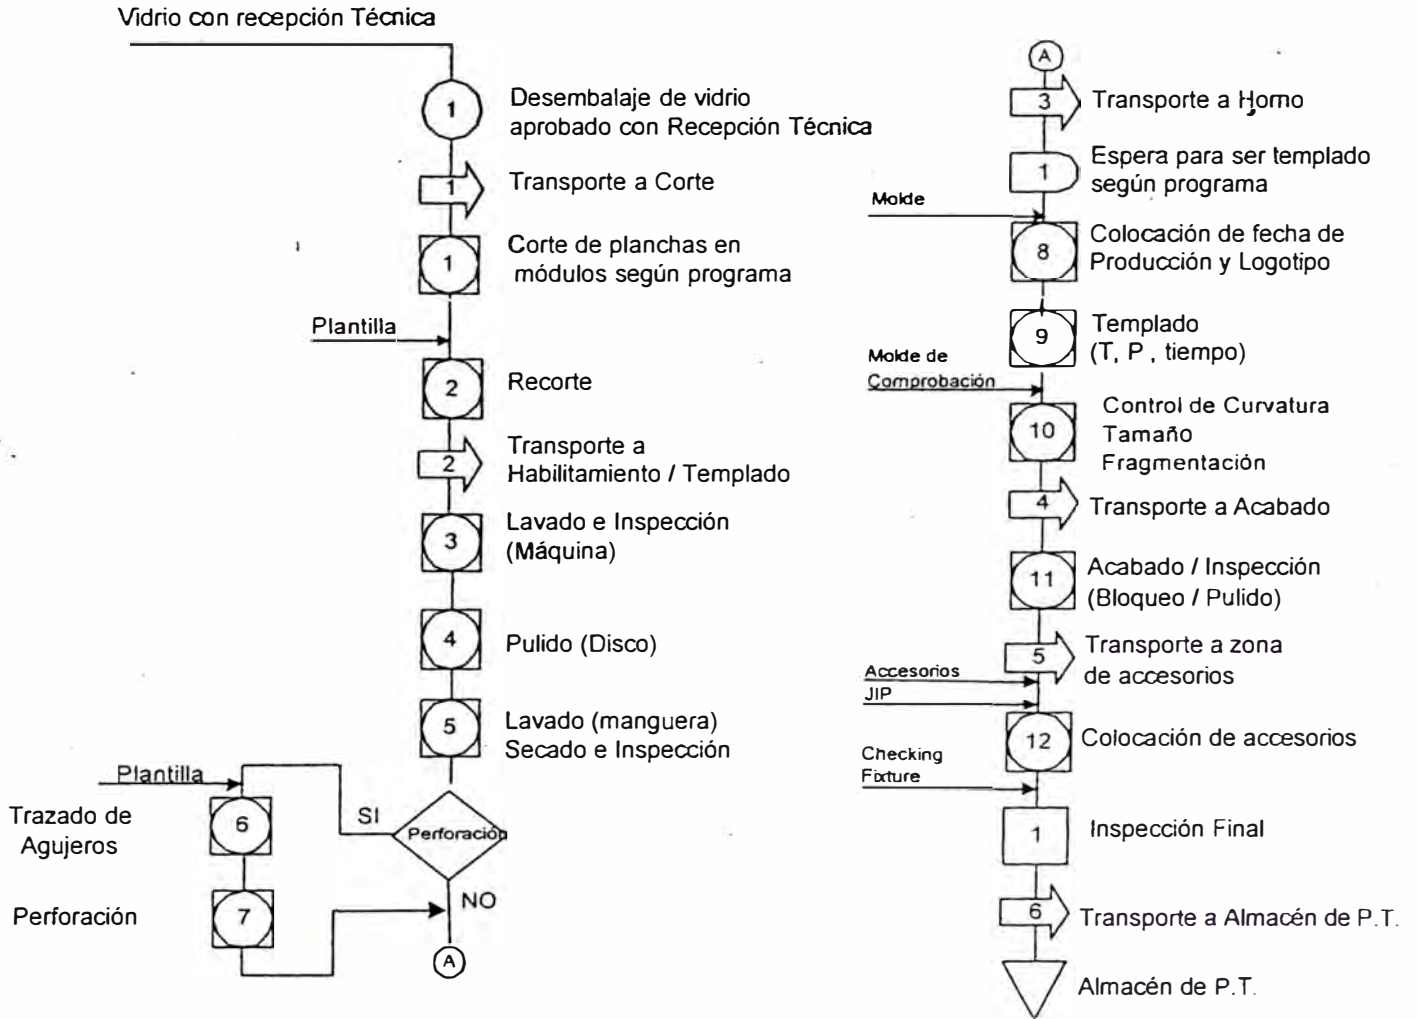 Vidrio con recepción Técnica
1
Desembalaje de vidrio
aprobado con Recepción Técnica
1
Transporte a Corte
1
Corte de planchas en
módulos según programa
Plantilla
2
Recorte
2
Transporte a
Habilitamiento / Templado
3
Lavado e Inspección
(Máquina)
4
Pulido (Disco)
5
Lavado (manguera)
Secado e Inspección
Perforación
SI
NO
Plantilla
6
Trazado de
Agujeros
7
Perforación
A
A
3
Transporte a Horno
1
Espera para ser templado
según programa
Molde
8
Colocación de fecha de
Producción y Logotipo
9
Templado
(T, P , tiempo)
Molde de
Comprobación
10
Control de Curvatura
Tamaño
Fragmentación
4
Transporte a Acabado
11
Acabado / Inspección
(Bloqueo / Pulido)
5
Transporte a zona
de accesorios
Accesorios
JIP
12
Colocación de accesorios
Checking
Fixture
1
Inspección Final
6
Transporte a Almacén de P.T.
Almacén de P.T.